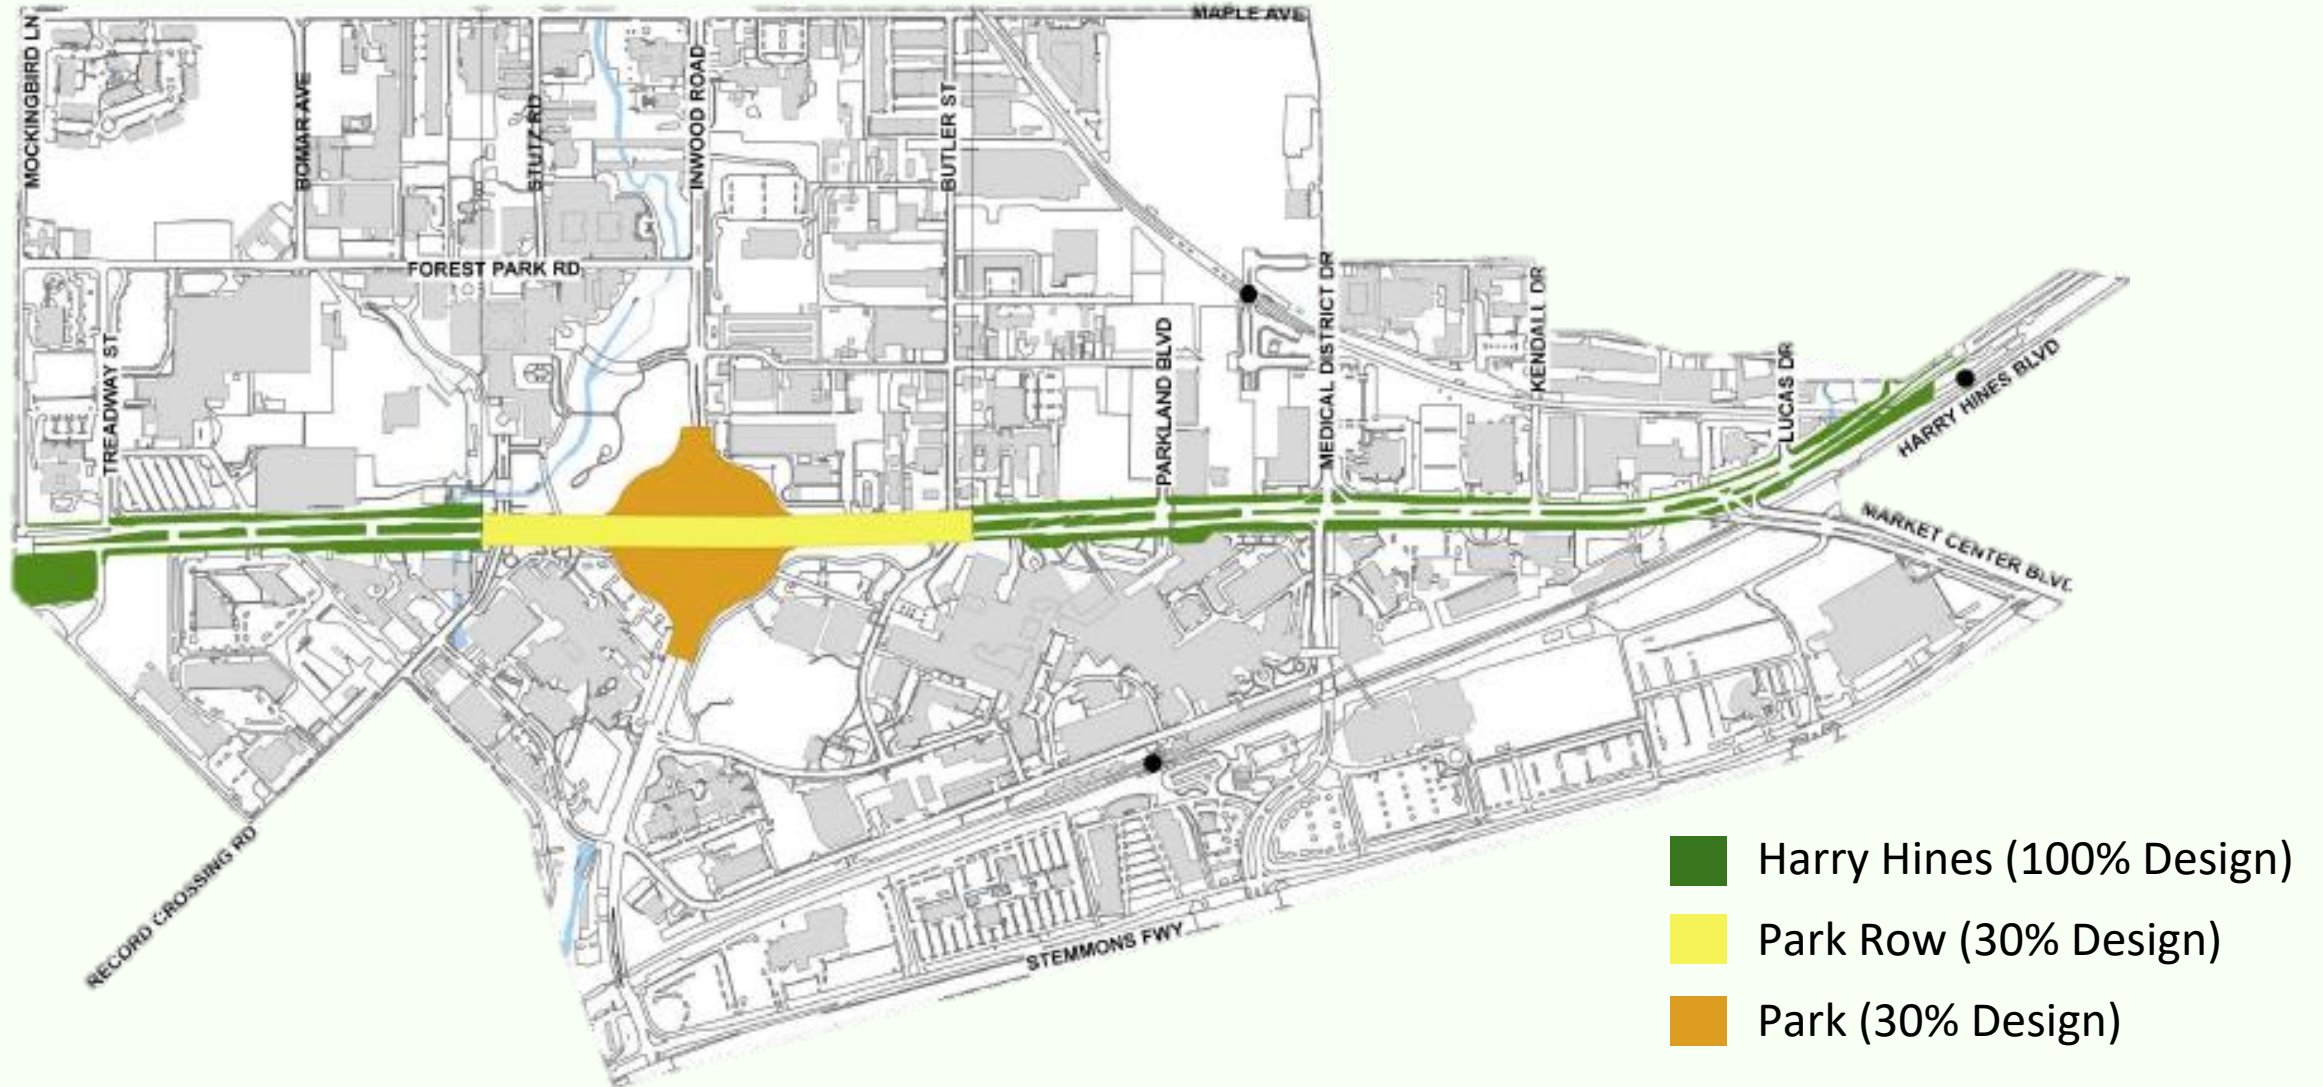 MAPLE AVE
MOCKINGBIRD LN
BOMAR AVE
STUTZ RD
INWOOD ROAD
BUTLER ST
FOREST PARK RD
TREADWAY ST
PARKLAND BLVD
MEDICAL DISTRICT DR
KENDALL DR
LUCAS DR
HARRY HINES BLVD
MARKET CENTER BLVD
RECORD CROSSING RD
STEMMONS FWY
Harry Hines (100% Design)
Park Row (30% Design)
Park (30% Design)